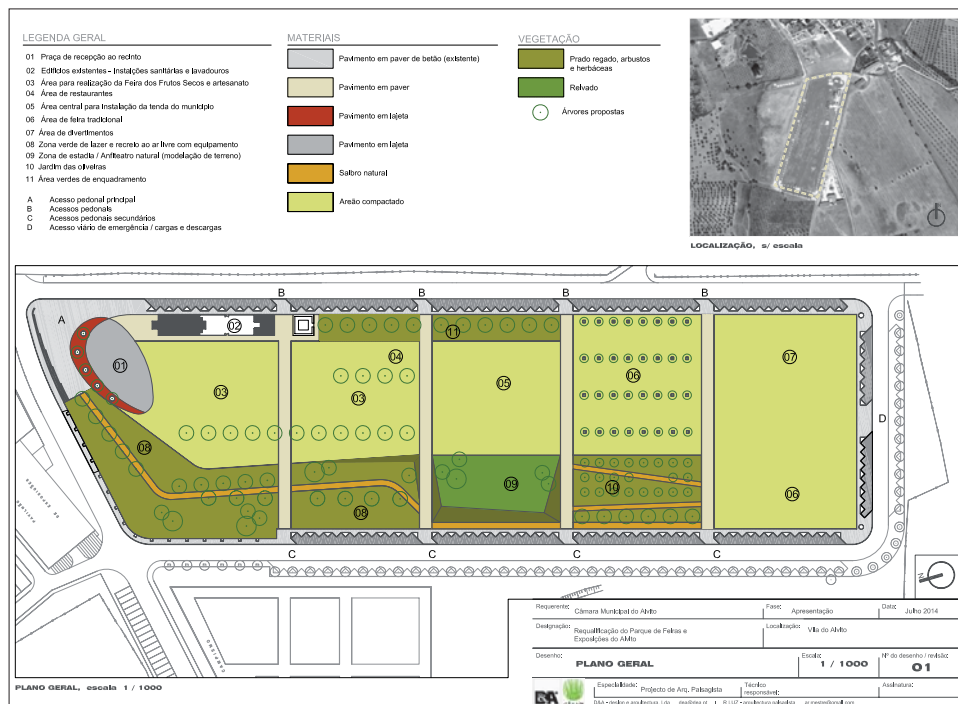 LEGENDA GERAL
01 Praça de recepção ao recinto
02 Edifícios existentes - Instalções sanitárias e lavadouros
03 Área para realização da Feira dos Frutos Secos e artesanato
04 Área de restaurantes
05 Área central para instalação da tenda do município
06 Área de feira tradicional
07 Área de divertimentos
08 Zona verde de lazer e recreio ao ar livre com equipamento
09 Zona de estadia / Anfiteatro natural (modelação de terreno)
10 Jardim das oliveiras
11 Área verdes de enquadramento
A Acesso pedonal principal
B Acessos pedonais
C Acessos pedonais secundários
D Acesso viário de emergência / cargas e descargas
MATERIAIS
Pavimento em paver de betão (existente)
Pavimento em paver
Pavimento em lajeta
Pavimento em lajeta
Saibro natural
Areão compactado
VEGETAÇÃO
Prado regado, arbustos
e herbáceas
Relvado
Árvores propostas
LOCALIZAÇÃO, s/ escala
B B B B
A
02
11
01
04
05
06
07
03
03
D
08
09
10
06
08
C C C C
N
PLANO GERAL, escala 1 / 1000
Requerente: Câmara Municipal do Alvito
Fase: Apresentação
Data: Julho 2014
Designação: Requalificação do Parque de Feiras e
Exposições do Alvito
Localização: Vila do Alvito
Desenho: PLANO GERAL
Escala: 1 / 1000
Nº do desenho / revisão: 01
Especialidade: Projecto de Arq. Paisagista
Técnico
responsável:
Assinatura: